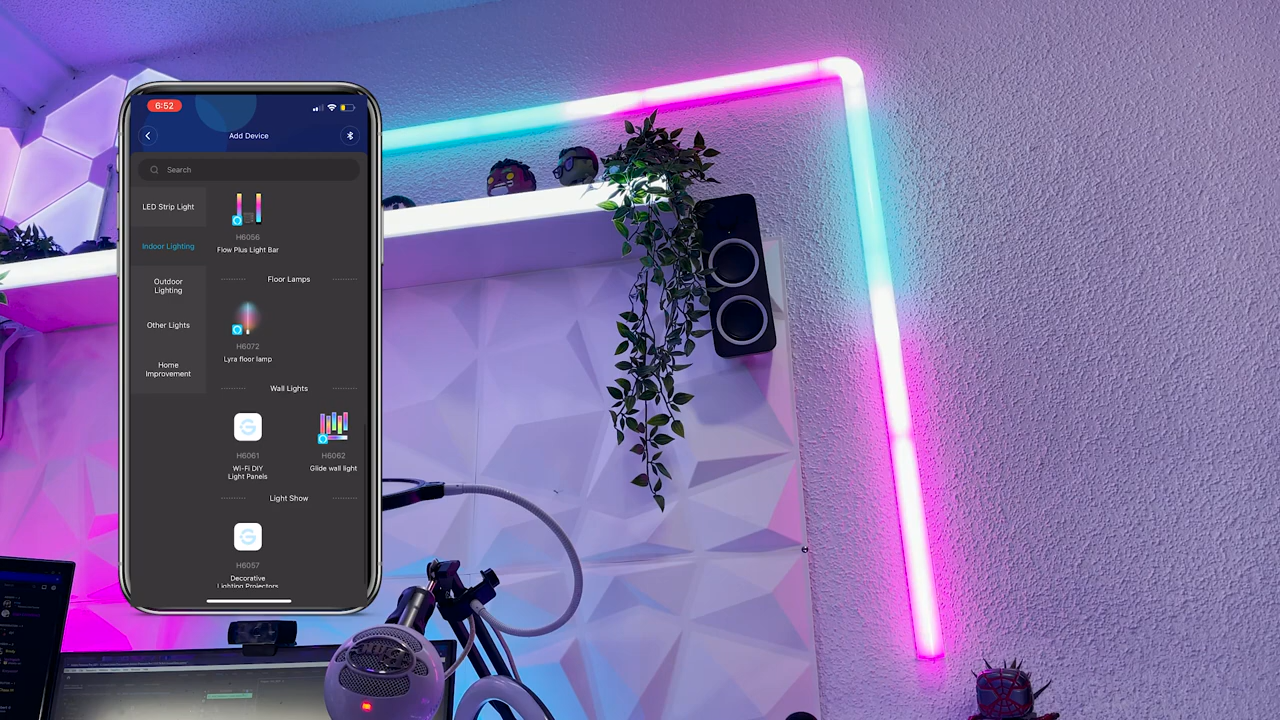 6:52
Add Device
Search
LED Strip Light
Indoor Lighting
Outdoor
Lighting
Other Lights
Home
Improvement
H6056
Flow Plus Light Bar
Floor Lamps
H6072
Lyra floor lamp
Wall Lights
H6061
Wi-Fi DIY
Light Panels
H6062
Glide wall light
Light Show
H6057
Decorative
Lighting Projectors